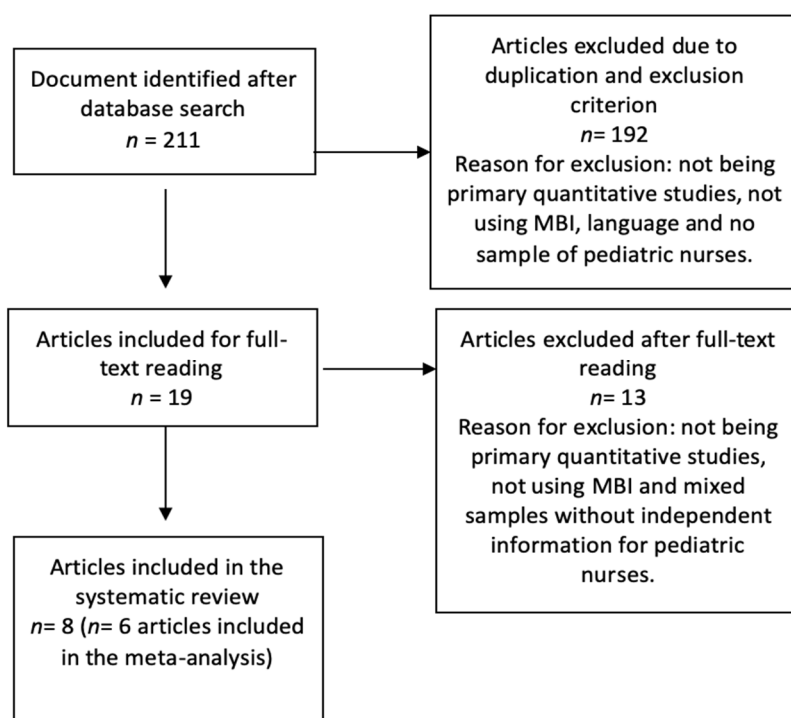 Document identified after
database search
n = 211
Articles excluded due to
duplication and exclusion
criterion
n= 192
Reason for exclusion: not being
primary quantitative studies, not
using MBI, language and no
sample of pediatric nurses.
Articles included for full-
text reading
n = 19
Articles excluded after full-text
reading
n= 13
Reason for exclusion: not being
primary quantitative studies,
not using MBI and mixed
samples without independent
information for pediatric
nurses.
Articles included in the
systematic review
n= 8 (n= 6 articles included
in the meta-analysis)